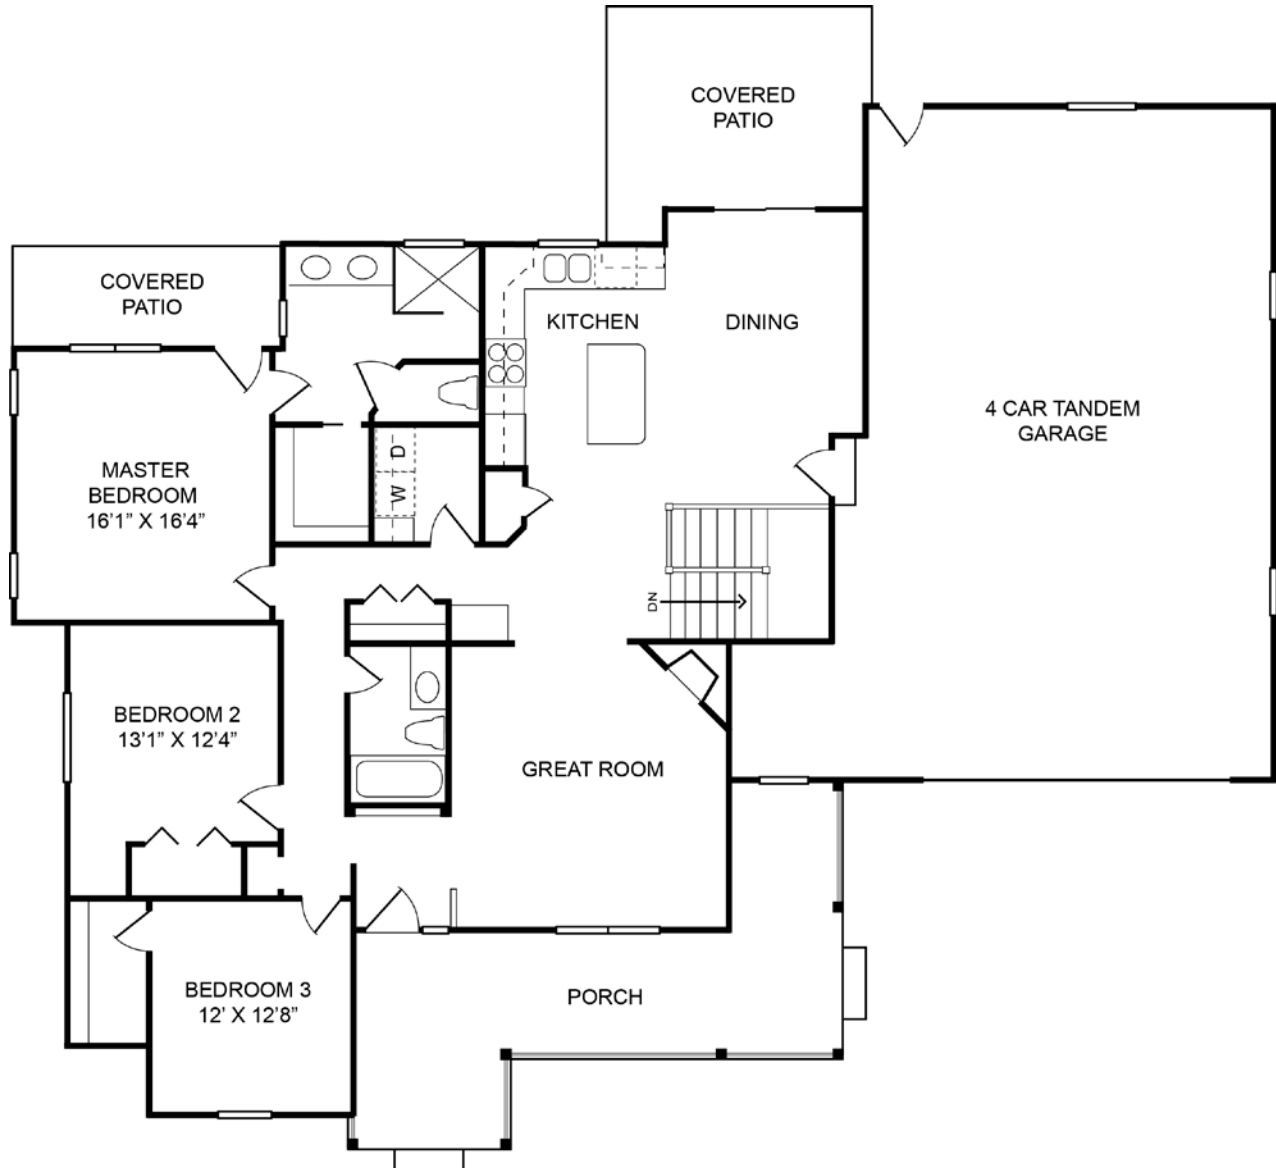 COVERED
PATIO
COVERED
PATIO
KITCHEN
DINING
4 CAR TANDEM
GARAGE
MASTER
BEDROOM
16'1" X 16'4"
D
W
DN
BEDROOM 2
13'1" X 12'4"
GREAT ROOM
BEDROOM 3
12' X 12'8"
PORCH